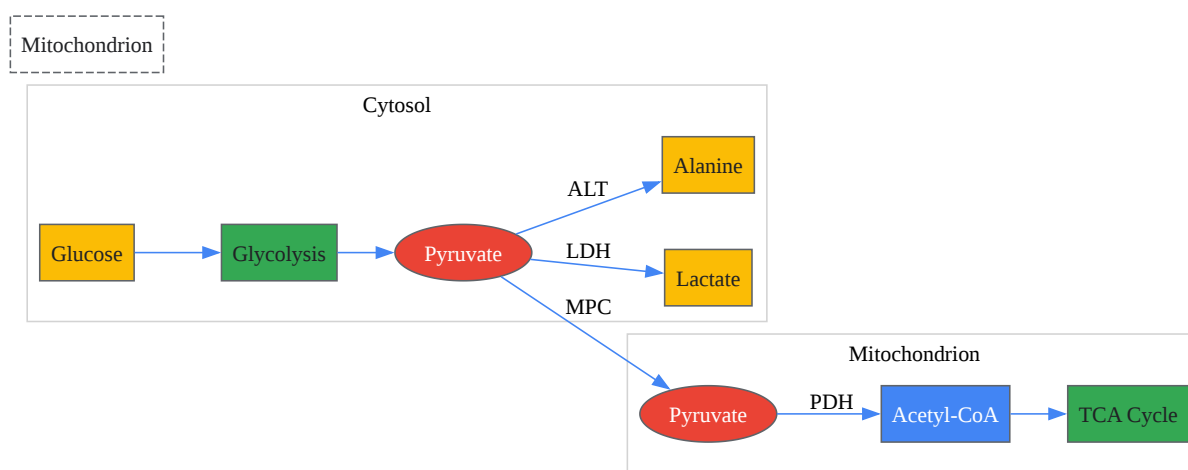 Mitochondrion
Cytosol
Alanine
ALT
Glucose
Glycolysis
Pyruvate
LDH
Lactate
MPC
Mitochondrion
Pyruvate
PDH
Acetyl-CoA
TCA Cycle